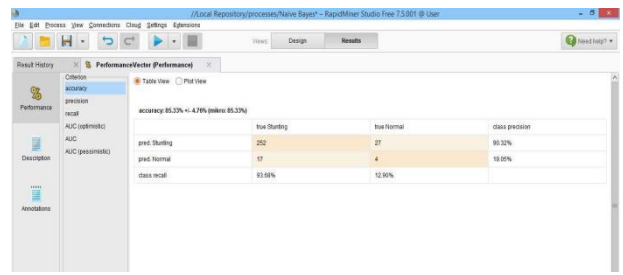 //Local Repository/processes/Naive Bayes* – RapidMiner Studio Free 7.5.001 @ User
File Edit Process View Connections Cloud Settings Extensions
Views: Design Results
Need help?
Result History
PerformanceVector (Performance)
Performance
Description
Annotations
Criterion
accuracy
precision
recall
AUC (optimistic)
AUC
AUC (pessimistic)
Table View Plot View
accuracy: 85.33% +/- 4.76% (mikro: 85.33%)
true Stunting true Normal class precision
pred. Stunting 252 27 90.32%
pred. Normal 17 4 19.05%
class recall 93.68% 12.90%